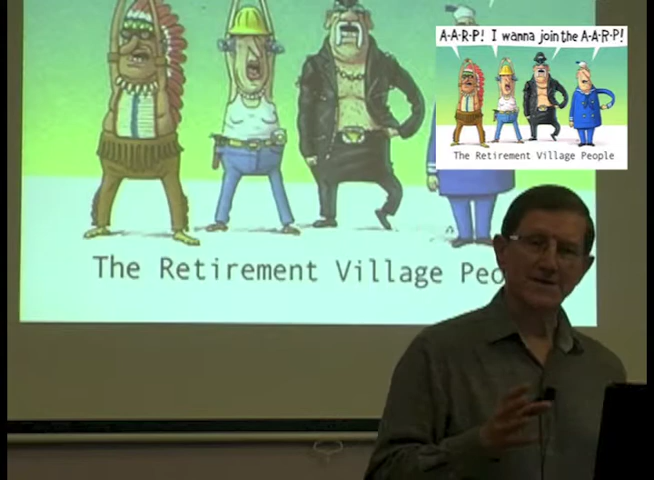 A-A-R-P! I wanna join the A-A-R-P!
The Retirement Village People
The Retirement Village Peo